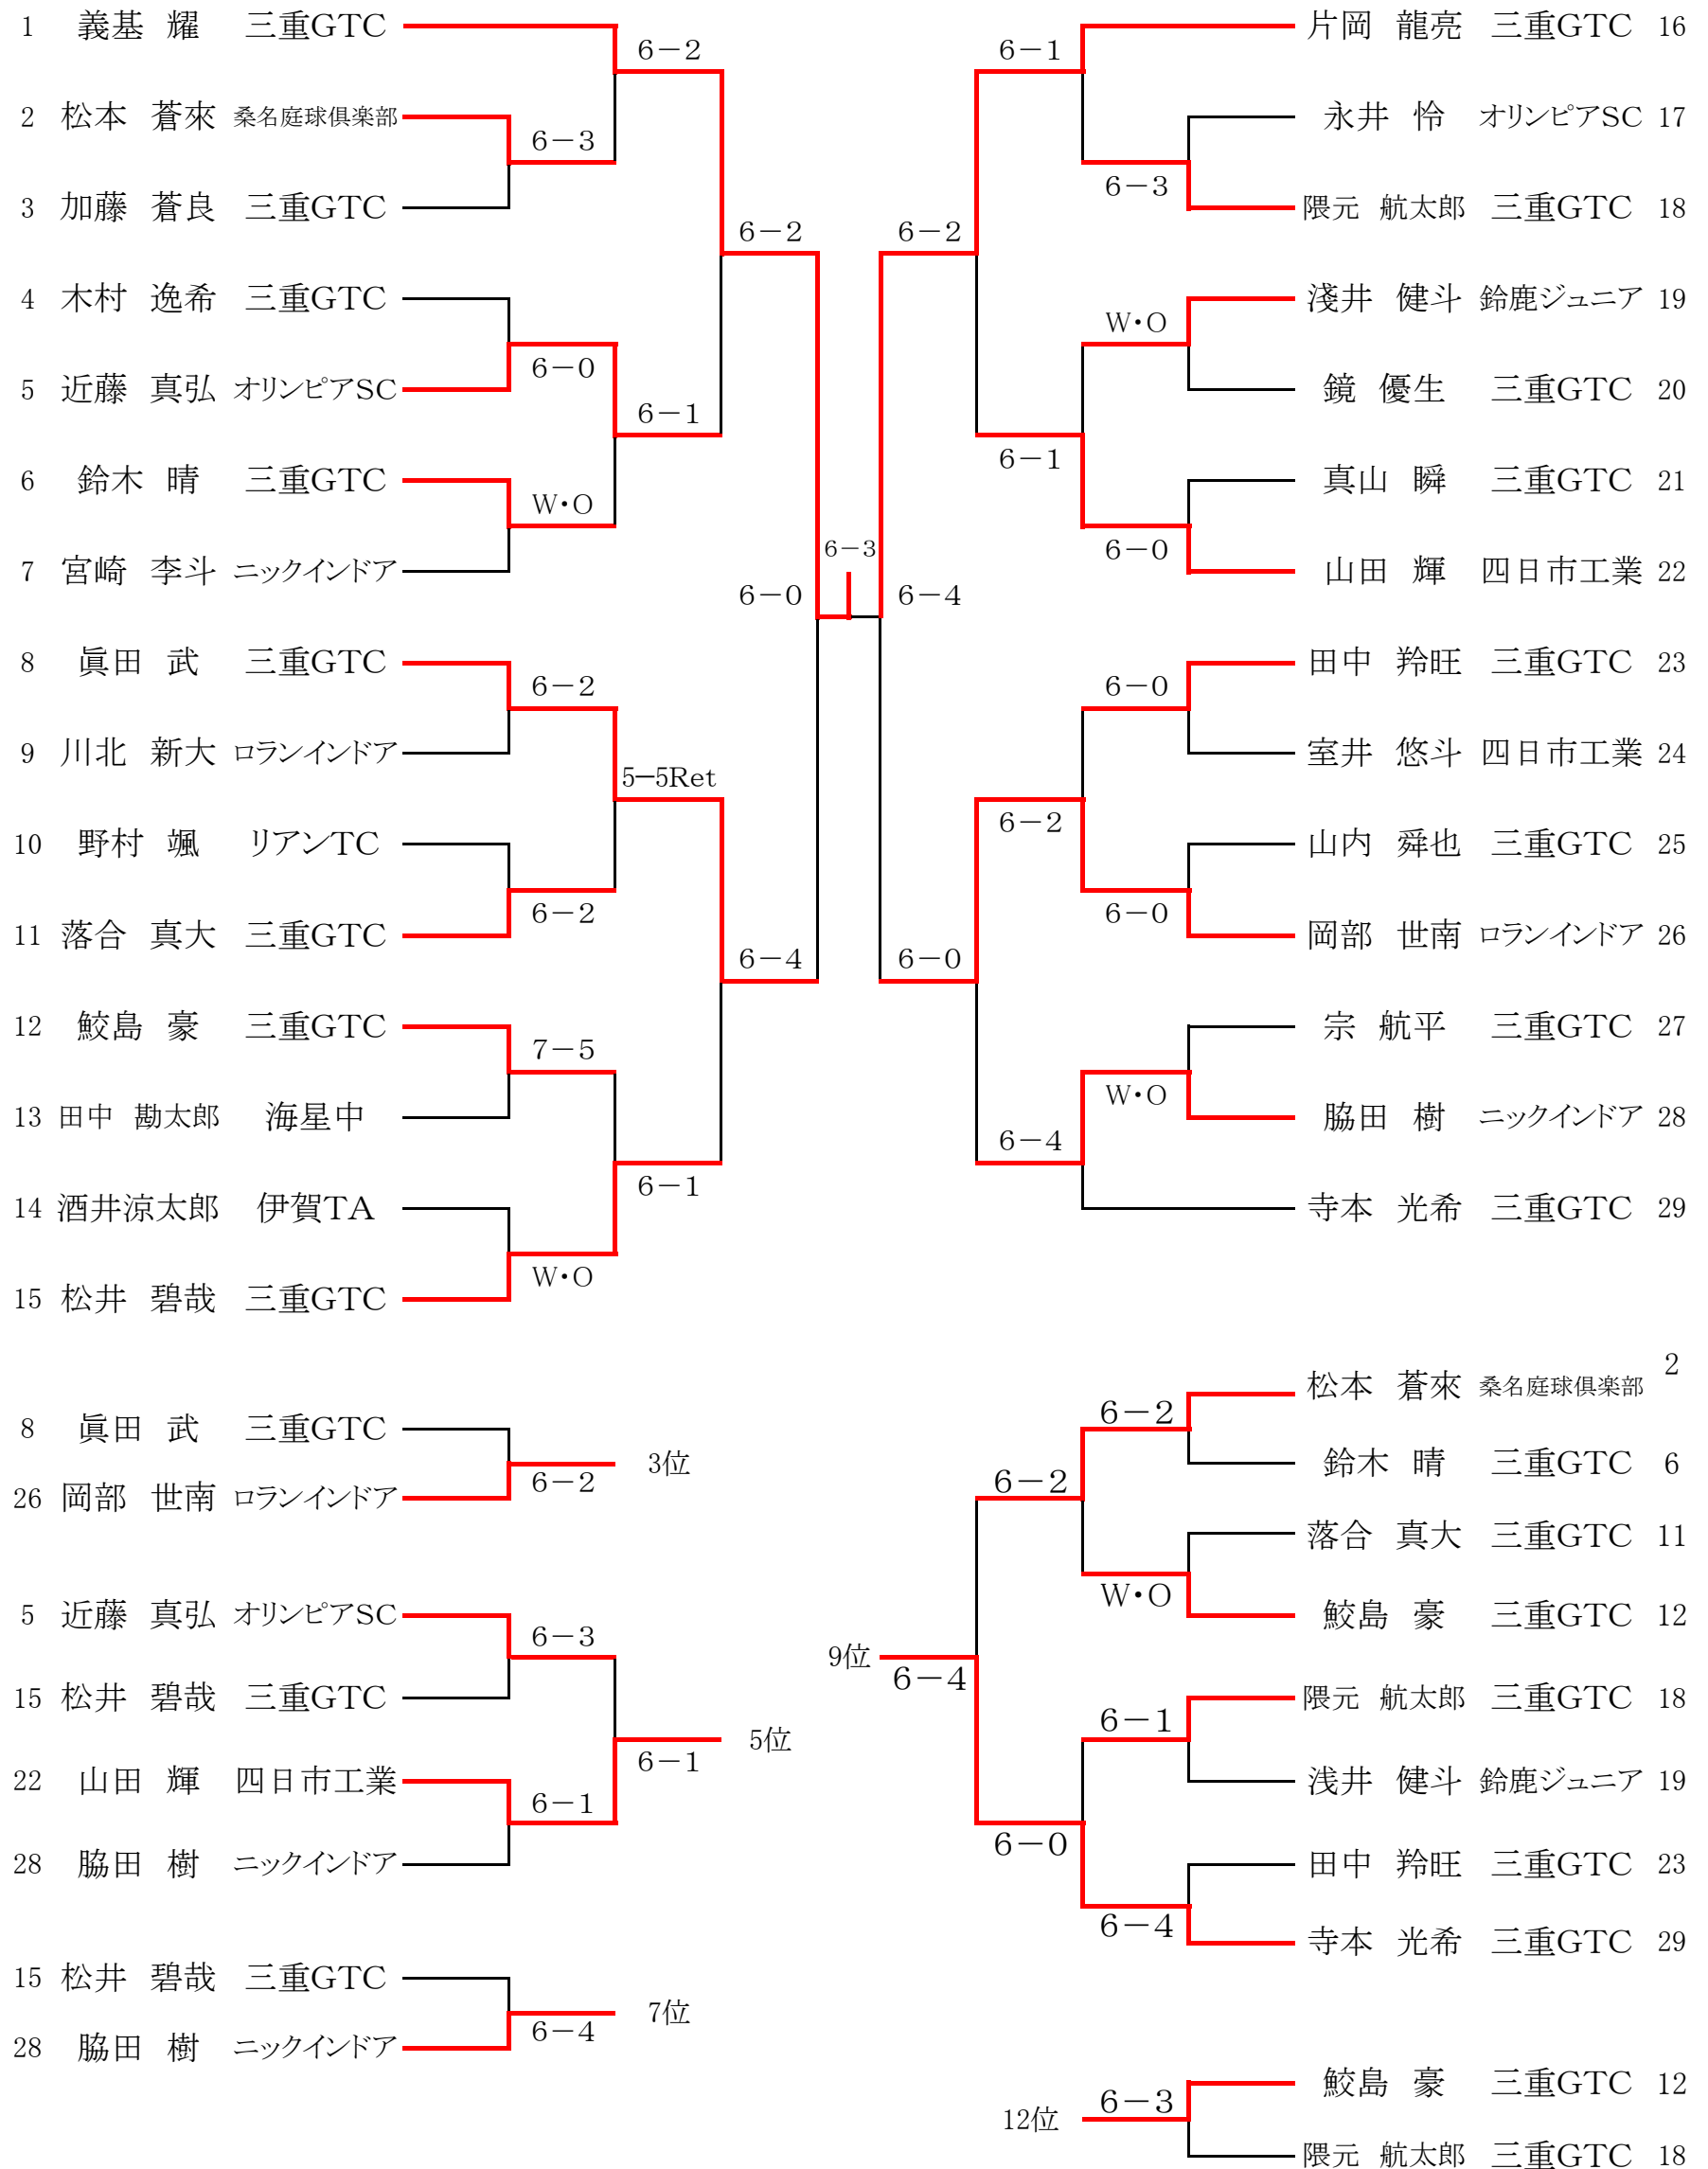 1 義基 耀 三重GTC
6－2
2 松本 蒼來 桑名庭球倶楽部
6－3
3 加藤 蒼良 三重GTC
6－2
4 木村 逸希 三重GTC
6－0
5 近藤 真弘 オリンピアSC
6－1
6 鈴木 晴 三重GTC
W・O
7 宮崎 李斗 ニックインドア
6－0
8 眞田 武 三重GTC
6－2
9 川北 新大 ロランインドア
5－5Ret
10 野村 颯 リアンTC
6－2
11 落合 真大 三重GTC
6－4
12 鮫島 豪 三重GTC
7－5
13 田中 勘太郎 海星中
6－1
14 酒井涼太郎 伊賀TA
W・O
15 松井 碧哉 三重GTC
6－3
片岡 龍亮 三重GTC 16
6－1
永井 怜 オリンピアSC 17
6－3
隈元 航太郎 三重GTC 18
6－2
淺井 健斗 鈴鹿ジュニア 19
W・O
鏡 優生 三重GTC 20
6－1
真山 瞬 三重GTC 21
6－0
山田 輝 四日市工業 22
6－4
田中 羚旺 三重GTC 23
6－0
室井 悠斗 四日市工業 24
6－2
山内 舜也 三重GTC 25
6－0
岡部 世南 ロランインドア 26
6－0
宗 航平 三重GTC 27
W・O
脇田 樹 ニックインドア 28
6－4
寺本 光希 三重GTC 29
8 眞田 武 三重GTC
6－2 3位
26 岡部 世南 ロランインドア
5 近藤 真弘 オリンピアSC
6－3
15 松井 碧哉 三重GTC
6－1 5位
22 山田 輝 四日市工業
6－1
28 脇田 樹 ニックインドア
15 松井 碧哉 三重GTC
6－4 7位
28 脇田 樹 ニックインドア
松本 蒼來 桑名庭球倶楽部 2
6－2
鈴木 晴 三重GTC 6
6－2
落合 真大 三重GTC 11
W・O
鮫島 豪 三重GTC 12
9位 6－4
隈元 航太郎 三重GTC 18
6－1
浅井 健斗 鈴鹿ジュニア 19
6－0
田中 羚旺 三重GTC 23
6－4
寺本 光希 三重GTC 29
鮫島 豪 三重GTC 12
12位 6－3
隈元 航太郎 三重GTC 18